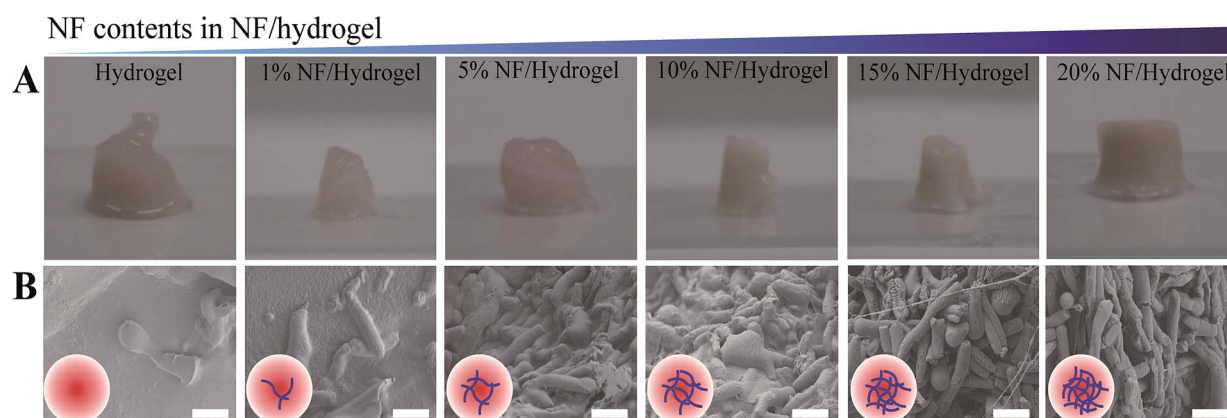 NF contents in NF/hydrogel
A
Hydrogel
1% NF/Hydrogel
5% NF/Hydrogel
10% NF/Hydrogel
15% NF/Hydrogel
20% NF/Hydrogel
B